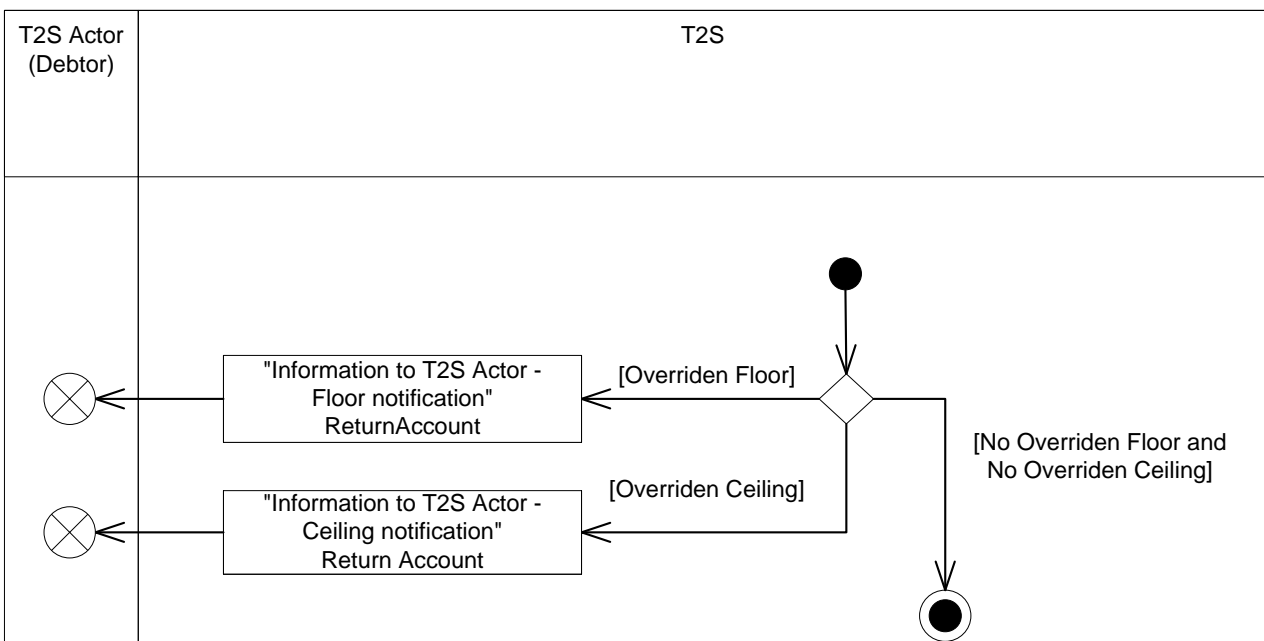 T2S Actor
(Debtor)
T2S
"Information to T2S Actor -
Floor notification"
ReturnAccount
[Overriden Floor]
[No Overriden Floor and
No Overriden Ceiling]
"Information to T2S Actor -
Ceiling notification"
Return Account
[Overriden Ceiling]